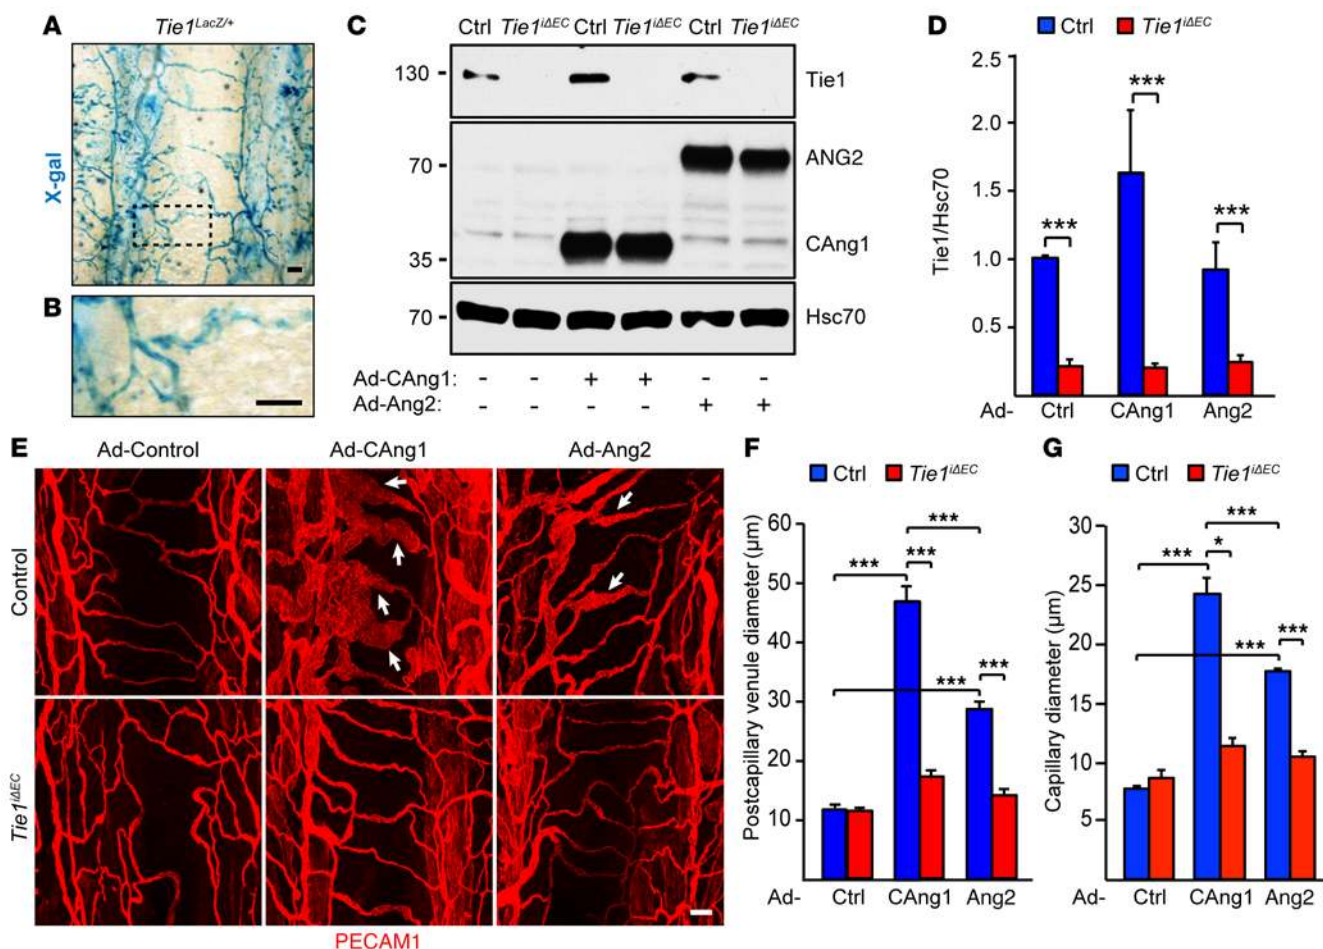 A
Tie1LacZ/+
X-gal
B
C
Ctrl Tie1iΔEC Ctrl Tie1iΔEC Ctrl Tie1iΔEC
130 - Tie1
70 - ANG2
35 - CAng1
70 - Hsc70
Ad-CAng1: - - + + - -
Ad-Ang2: - - - - + +
D
Ctrl Tie1iΔEC
Tie1/Hsc70
2.5
2.0
1.5
1.0
0.5
***
***
***
Ad- Ctrl CAng1 Ang2
E
Ad-Control Ad-CAng1 Ad-Ang2
Control
Tie1iΔEC
PECAM1
F
Ctrl Tie1iΔEC
Postcapillary venule diameter (μm)
60
50
40
30
20
10
***
*** ***
*** ***
Ad- Ctrl CAng1 Ang2
G
Ctrl Tie1iΔEC
Capillary diameter (μm)
30
25
20
15
10
5
***
*** *
*** ***
Ad- Ctrl CAng1 Ang2